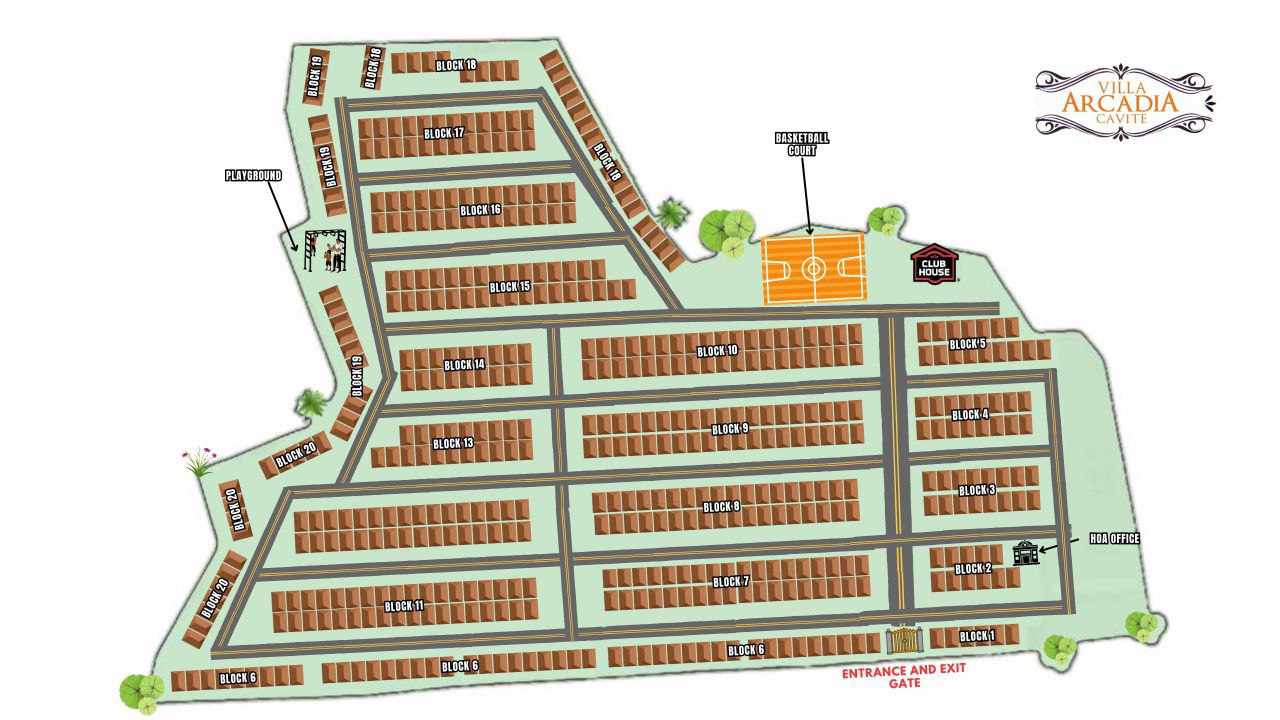 VILLA
ARCADIA
CAVITE
BLOCK 19
BLOCK 18
BLOCK 18
BLOCK 17
BASKETBALL
COURT
BLOCK 19
BLOCK 18
PLAYGROUND
BLOCK 16
CLUB
HOUSE
BLOCK 15
BLOCK 10
BLOCK 5
BLOCK 14
BLOCK 19
BLOCK 4
BLOCK 9
BLOCK 13
BLOCK 20
BLOCK 3
BLOCK 20
BLOCK 8
HOA OFFICE
BLOCK 2
BLOCK 7
BLOCK 20
BLOCK 11
BLOCK 1
BLOCK 6
BLOCK 6
BLOCK 6
ENTRANCE AND EXIT
GATE